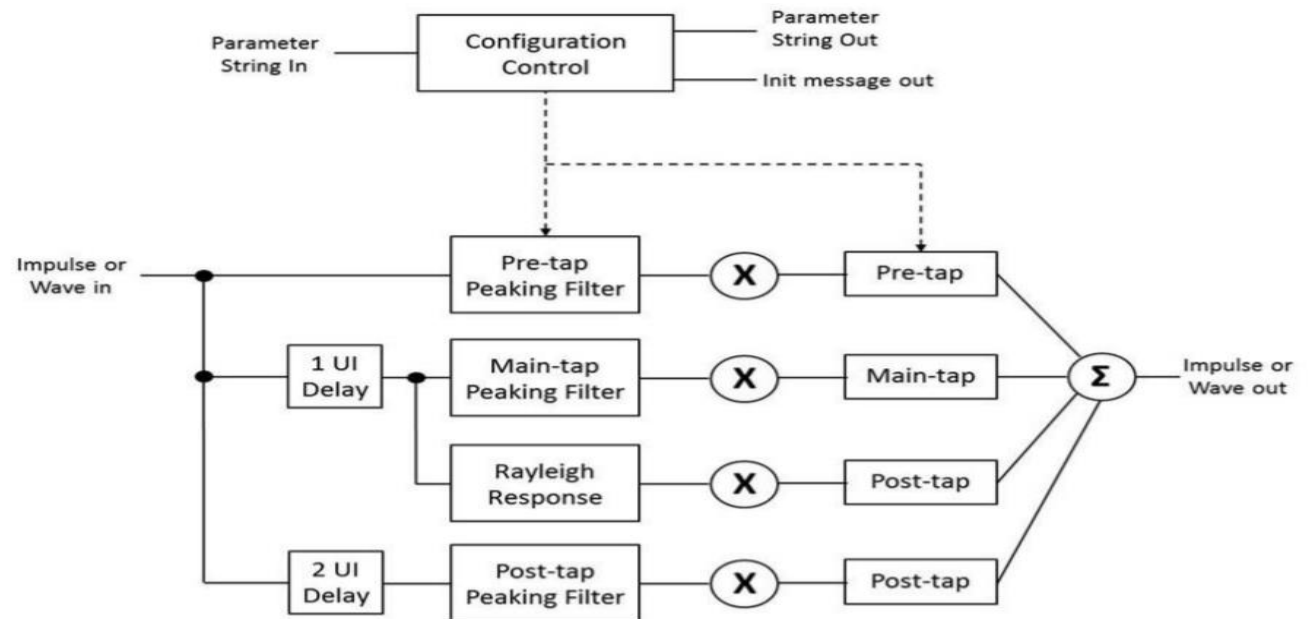 Parameter
String In
Configuration
Control
Parameter
String Out
Init message out
Impulse or
Wave in
Pre-tap
Peaking Filter
X
Pre-tap
1 UI
Delay
Main-tap
Peaking Filter
X
Main-tap
Σ
Impulse or
Wave out
Rayleigh
Response
X
Post-tap
2 UI
Delay
Post-tap
Peaking Filter
X
Post-tap